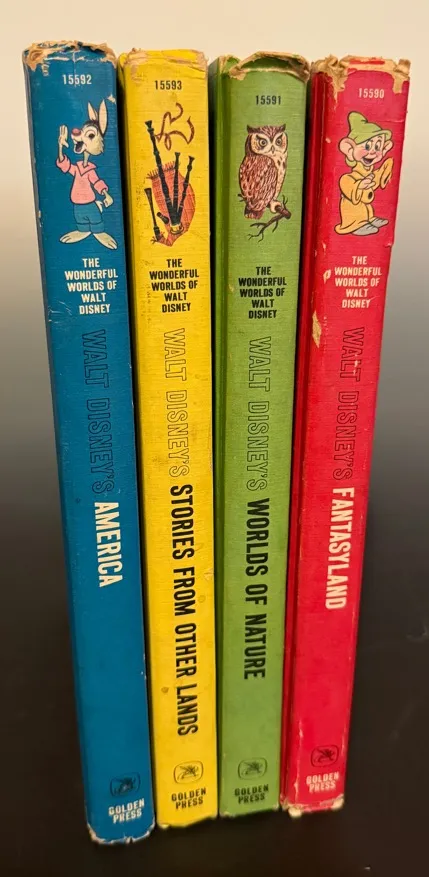 15592
THE
WONDERFUL
WORLDS OF
WALT
DISNEY
WALT DISNEY'S AMERICA
GOLDEN
PRESS
15593
THE
WONDERFUL
WORLDS OF
WALT
DISNEY
WALT DISNEY'S STORIES FROM OTHER LANDS
GOLDEN
PRESS
15591
THE
WONDERFUL
WORLDS OF
WALT
DISNEY
WALT DISNEY'S WORLDS OF NATURE
GOLDEN
PRESS
15590
THE
WONDERFUL
WORLDS OF
WALT
DISNEY
WALT DISNEY'S FANTASYLAND
GOLDEN
PRESS